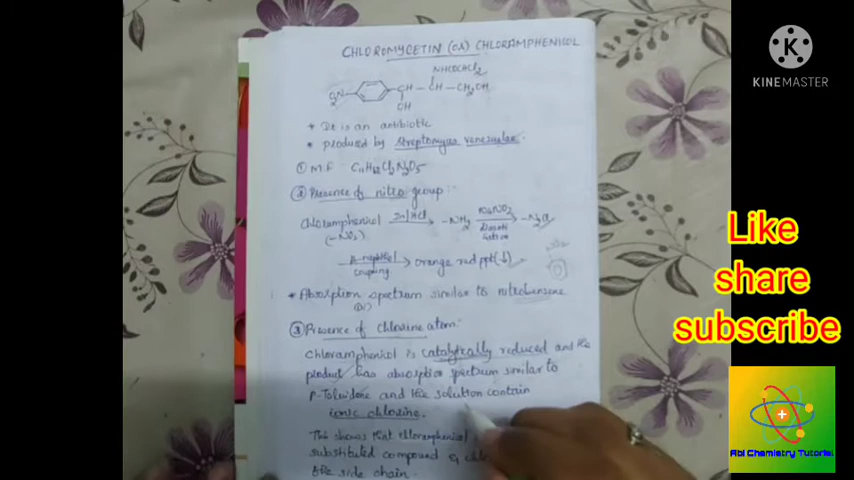 CHLOROMYCETIN (OR) CHLORAMPHENICOL
NHCOCHCl2
O2N- -CH - CH - CH2OH
OH
* It is an antibiotic
* produced by Streptomyces venezuelae.
① M.F C11H12Cl2N2O5
② Presence of nitro group :-
Chloramphenicol Sn/HCl → -NH2 NaNO2 → -N2Cl
(-NO2)
β-naphthol coupling → orange red ppt (↓)
* Absorption spectrum similar to nitrobenzene
③ Presence of Chlorine atom:
Chloramphenicol is catalytically reduced and the
product has absorption spectrum similar to
p-Toluidine and the solution contain
ionic chlorine.
This shows that chloramphenicol
substituted compound
the side chain.
K
KINEMASTER
Like
share
subscribe
Abi Chemistry Tutorial